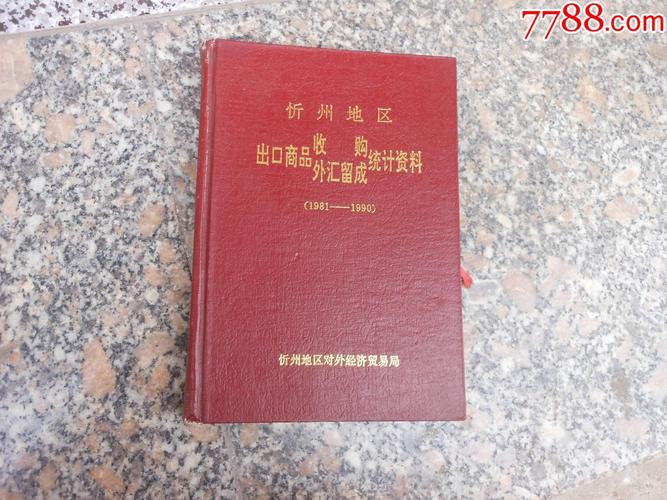 7788.com
忻州地区
出口商品收购统计资料
外汇留成
(1981——1990)
忻州地区对外经济贸易局